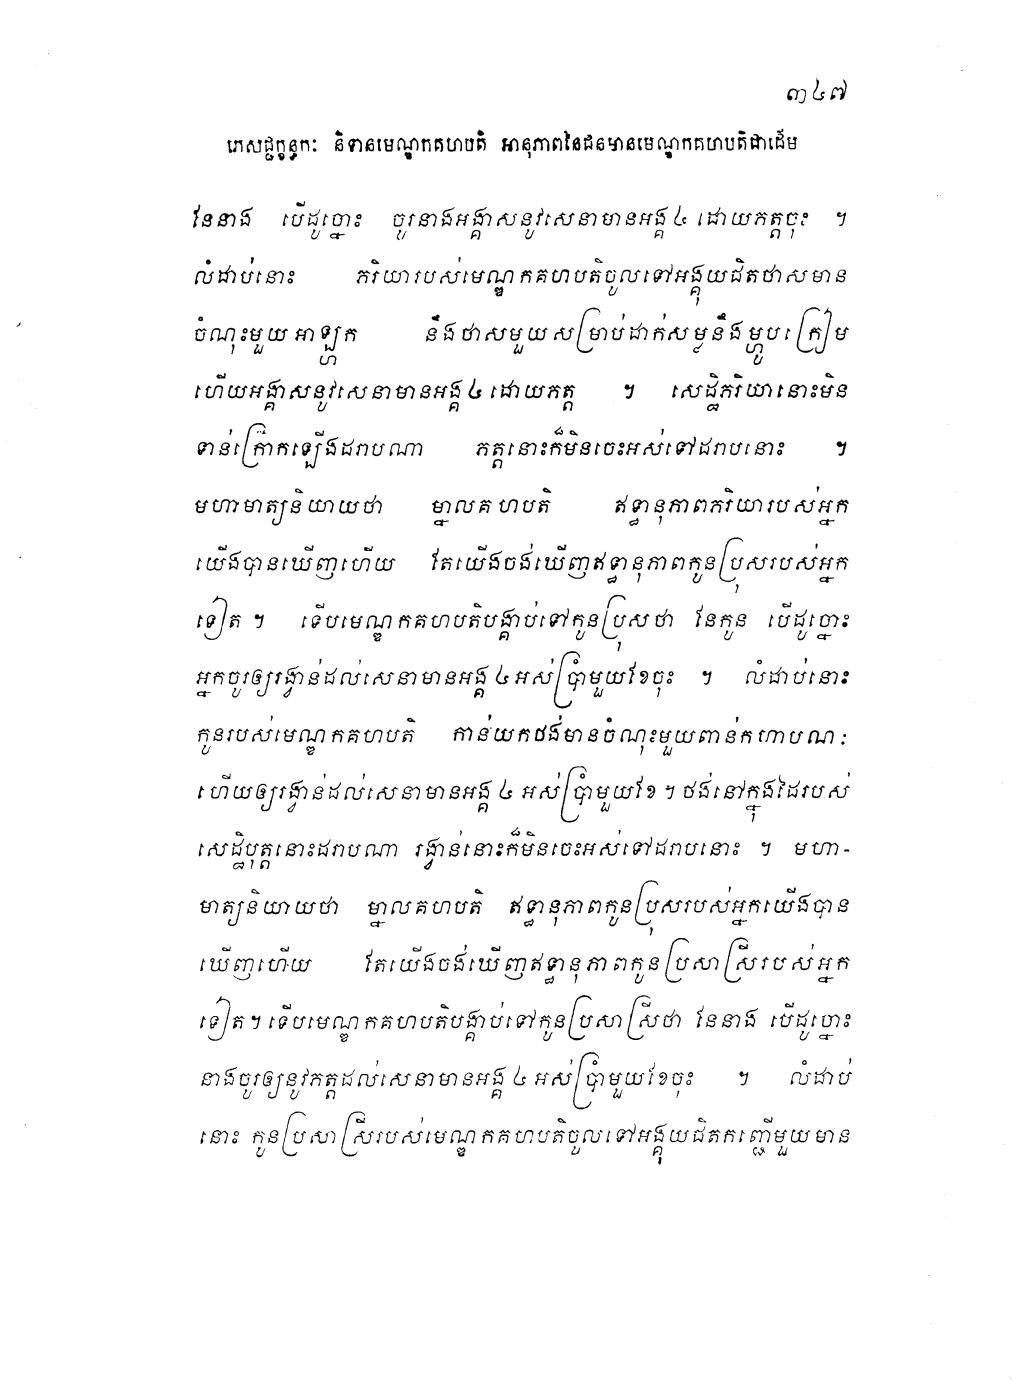 ៣៤៧
ភេសជ្ជក្ខន្ធកៈ និទានមេណ្ឌកគហបតិ អានុភាពនៃជនមានមេណ្ឌកគហបតិជាដើម
នែនាង បើដូច្នោះ ចូរនាងអង្គាសនូវសេនាមានអង្គ ៤ ដោយភត្តចុះ ។
លំដាប់នោះ ភរិយារបស់មេណ្ឌកគហបតិចូលទៅអង្គុយជិតថាសមាន
ចំណុះមួយអាឡ្ហក នឹងថាសមួយសម្រាប់ដាក់សម្លនឹងម្ហូបក្រៀម
ហើយអង្គាសនូវសេនាមានអង្គ ៤ ដោយភត្ត ។ សេដ្ឋិភរិយានោះមិន
ទាន់ក្រោកឡើងដរាបណា ភត្តនោះក៏មិនចេះអស់ទៅដរាបនោះ ។
មហាមាត្យនិយាយថា ម្នាលគហបតិ ឥទ្ធានុភាពភរិយារបស់អ្នក
យើងបានឃើញហើយ តែយើងចង់ឃើញឥទ្ធានុភាពកូនប្រុសរបស់អ្នក
ទៀត ។ ទើបមេណ្ឌកគហបតិបង្គាប់ទៅកូនប្រុសថា នែកូន បើដូច្នោះ
អ្នកចូរឲ្យរង្វាន់ដល់សេនាមានអង្គ ៤ អស់ប្រាំមួយខែចុះ ។ លំដាប់នោះ
កូនរបស់មេណ្ឌកគហបតិ កាន់យកថង់មានចំណុះមួយពាន់កហាបណៈ
ហើយឲ្យរង្វាន់ដល់សេនាមានអង្គ ៤ អស់ប្រាំមួយខែ ។ ថង់នៅក្នុងដៃរបស់
សេដ្ឋិបុត្តនោះដរាបណា រង្វាន់នោះក៏មិនចេះអស់ទៅដរាបនោះ ។ មហា-
មាត្យនិយាយថា ម្នាលគហបតិ ឥទ្ធានុភាពកូនប្រុសរបស់អ្នកយើងបាន
ឃើញហើយ តែយើងចង់ឃើញឥទ្ធានុភាពកូនប្រសាស្រីរបស់អ្នក
ទៀត ។ ទើបមេណ្ឌកគហបតិបង្គាប់ទៅកូនប្រសាស្រីថា នែនាង បើដូច្នោះ
នាងចូរឲ្យនូវភត្តដល់សេនាមានអង្គ ៤ អស់ប្រាំមួយខែចុះ ។ លំដាប់
នោះ កូនប្រសាស្រីរបស់មេណ្ឌកគហបតិចូលទៅអង្គុយជិតកញ្ជើមួយមាន